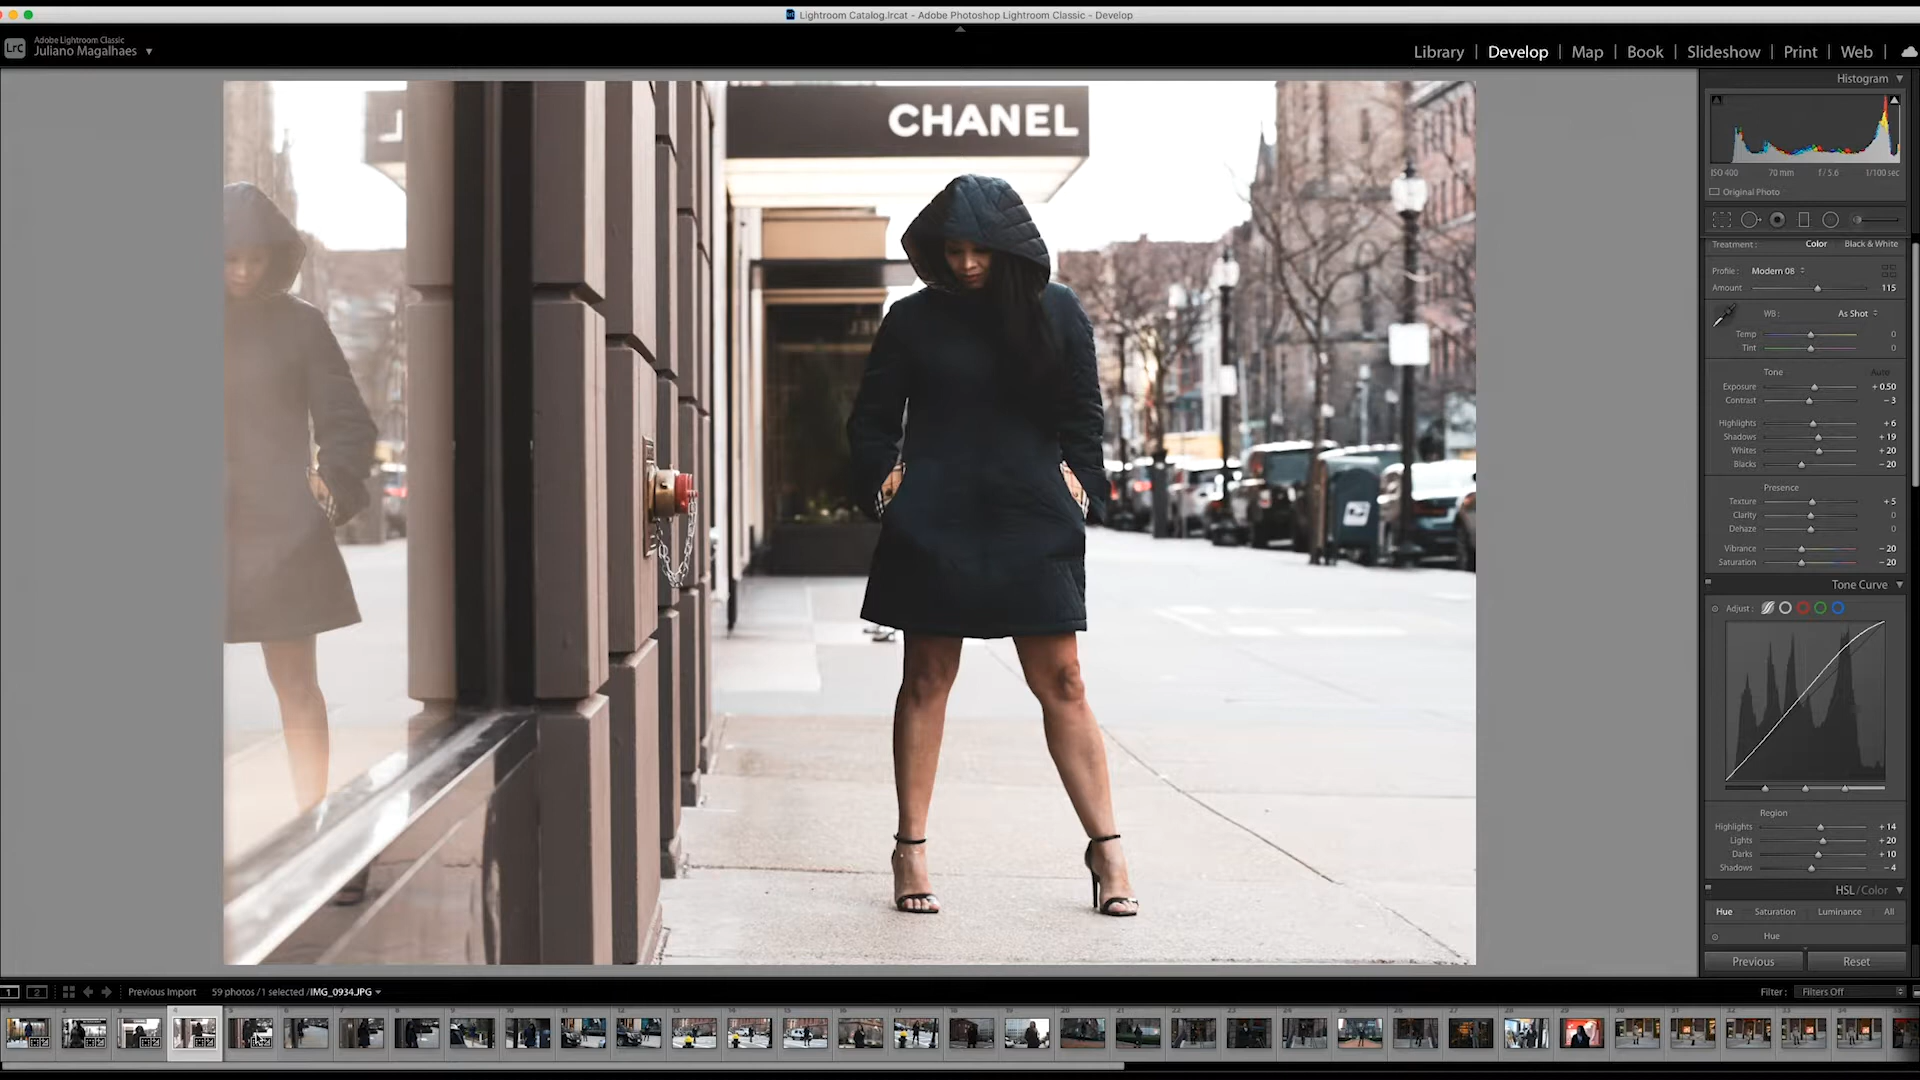 Lightroom Catalog.lrcat - Adobe Photoshop Lightroom Classic - Develop
LrC
Adobe Lightroom Classic
Juliano Magalhaes
Library | Develop | Map | Book | Slideshow | Print | Web |
CHANEL
Histogram
ISO 400 70 mm f / 5.6 1/100 sec
Original Photo
Treatment : Color Black & White
Profile : Modern 08
Amount 115
WB : As Shot
Temp 0
Tint 0
Tone Auto
Exposure + 0.50
Contrast – 3
Highlights + 6
Shadows + 19
Whites + 20
Blacks – 20
Presence
Texture + 5
Clarity 0
Dehaze 0
Vibrance – 20
Saturation – 20
Tone Curve
Adjust :
Region
Highlights + 14
Lights + 20
Darks + 10
Shadows – 4
HSL / Color
Hue Saturation Luminance All
Hue
Previous Reset
1 2 Previous Import 59 photos / 1 selected / IMG_0934.JPG
Filter : Filters Off